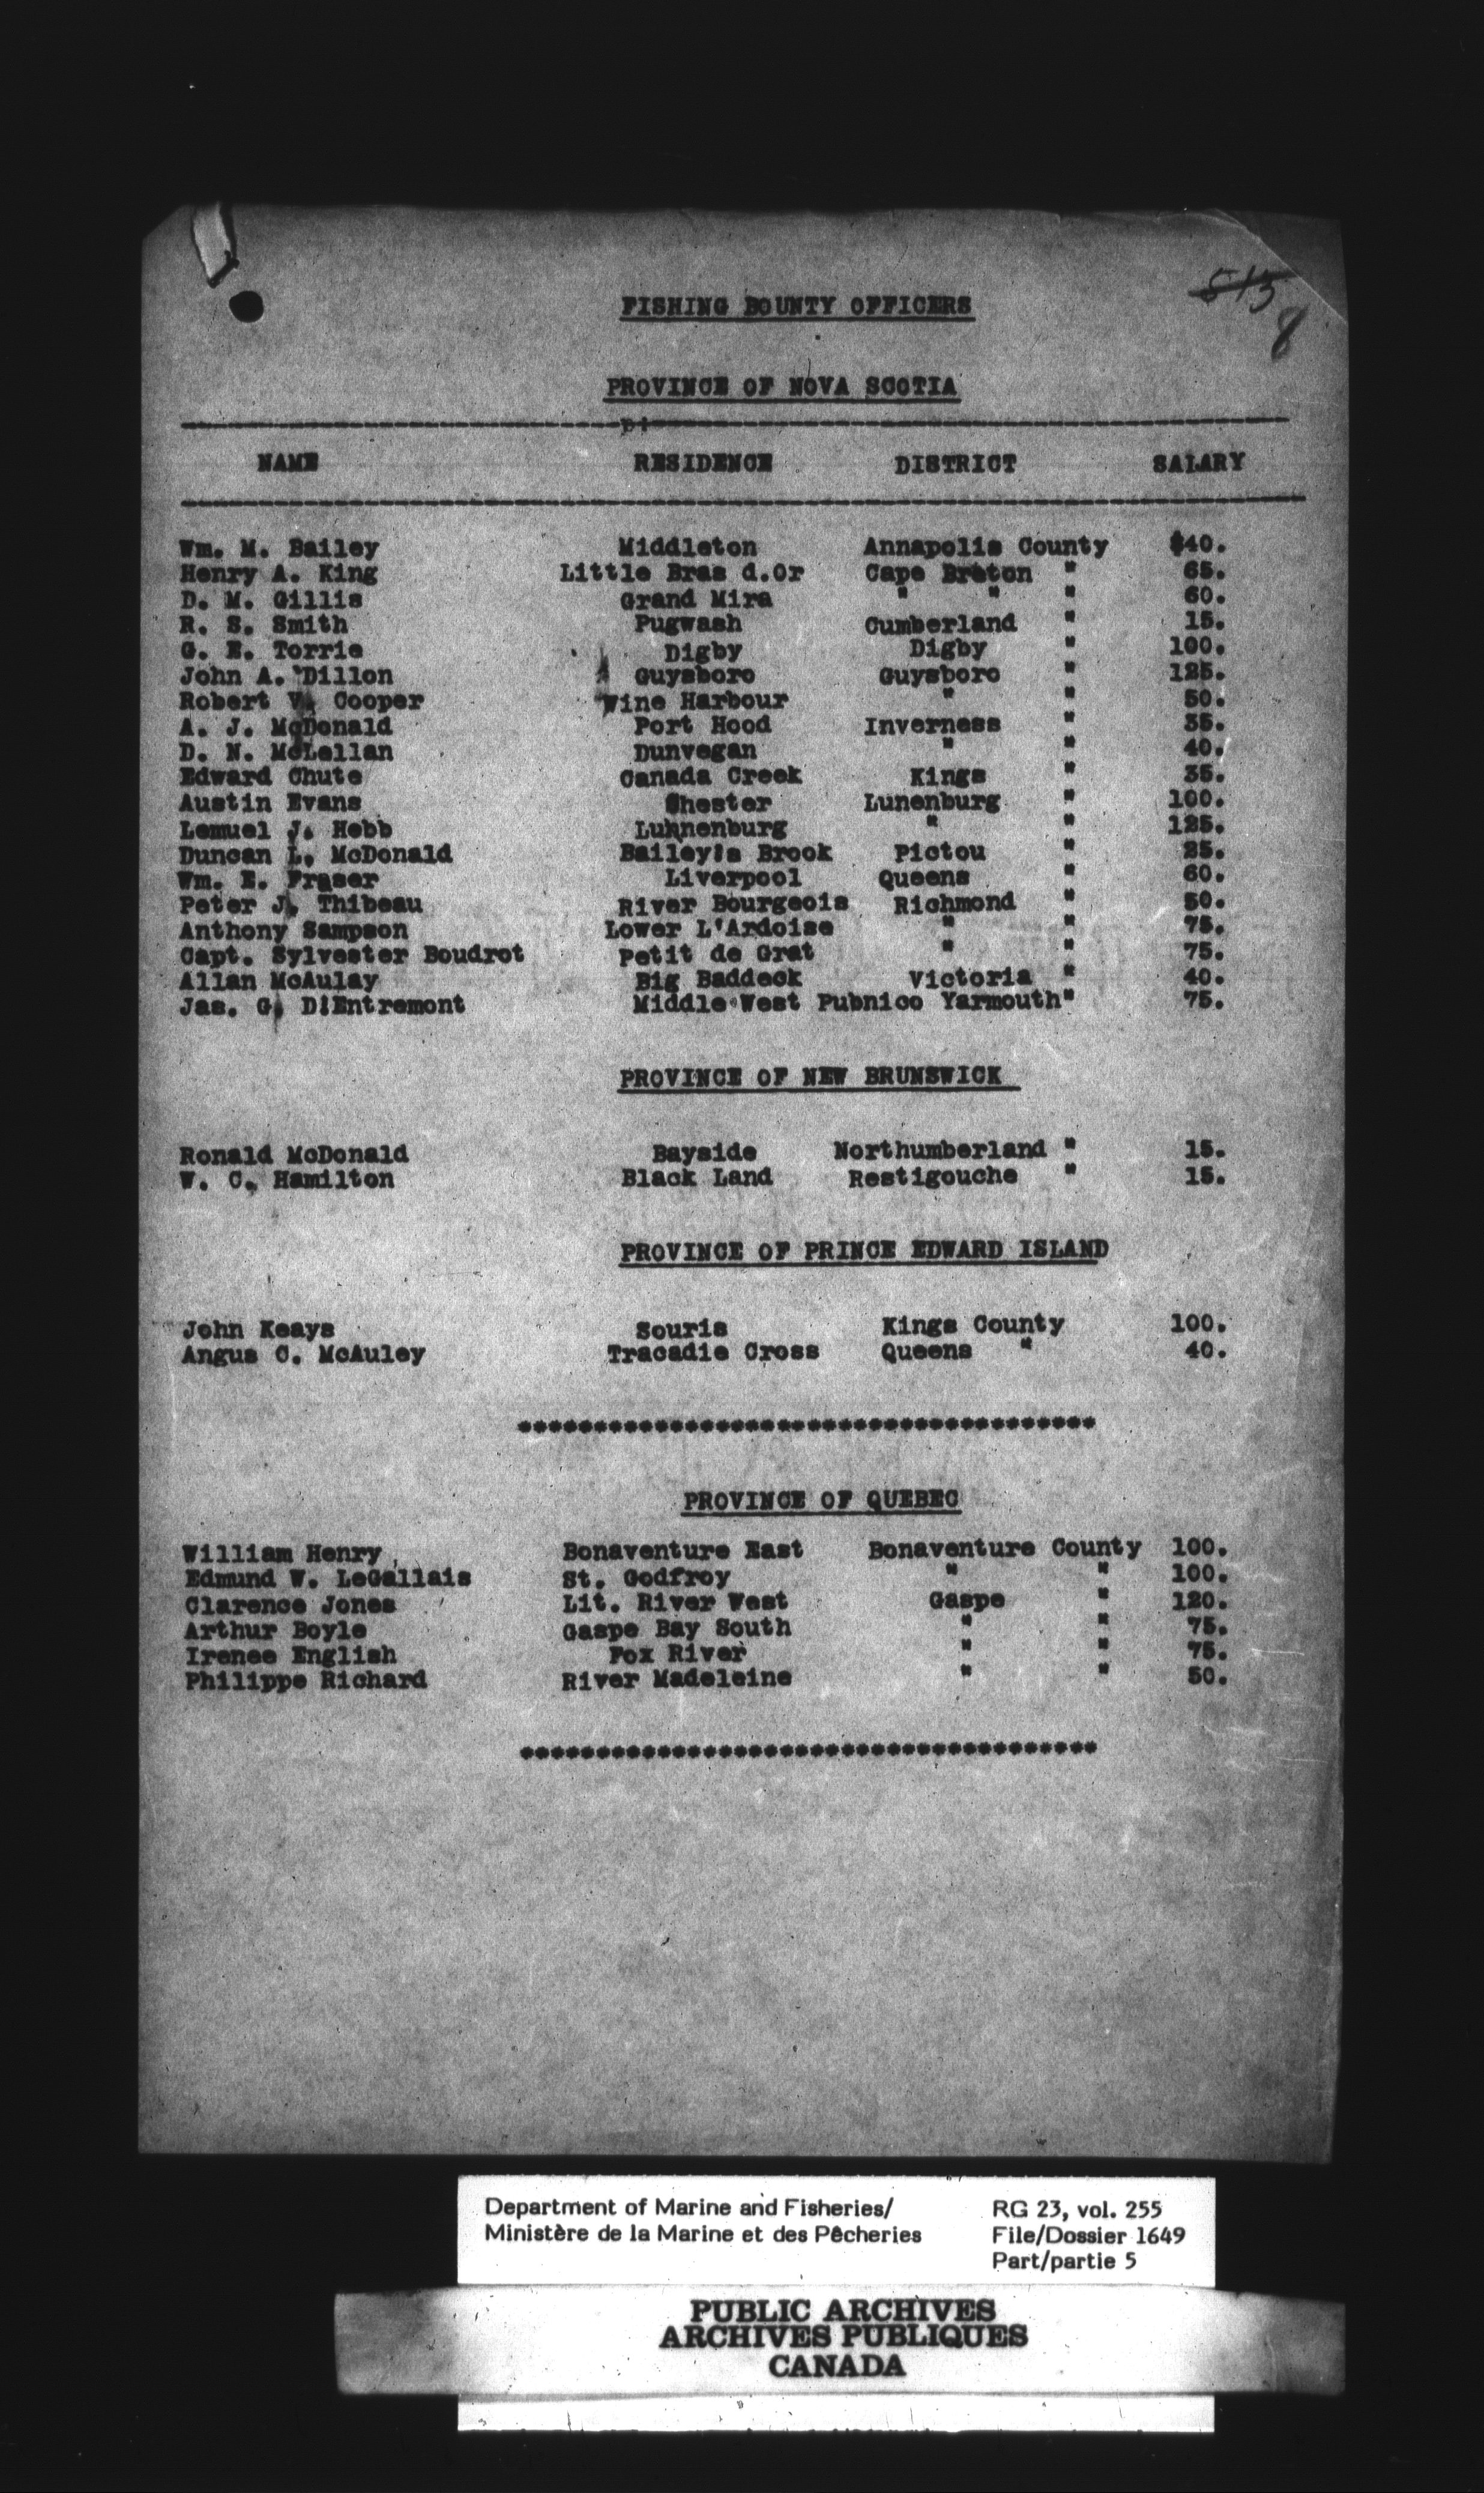 513
8
FISHING BOUNTY OFFICERS
PROVINCE OF NOVA SCOTIA
NAME RESIDENCE DISTRICT SALARY
Wm. M. Bailey Middleton Annapolis County $40.
Henry A. King Little Bras d.Or Cape Breton " 65.
D. M. Gillis Grand Mira " " " 60.
R. S. Smith Pugwash Cumberland " 15.
G. E. Torrie Digby Digby " 100.
John A. Dillon Guysboro Guysboro " 125.
Robert V. Cooper Wine Harbour " " 50.
A. J. McDonald Port Hood Inverness " 35.
D. N. McLellan Dunvegan " " 40.
Edward Chute Canada Creek Kings " 35.
Austin Evans Chester Lunenburg " 100.
Lemuel J. Hebb Luhnenburg " " 125.
Duncan L. McDonald Bailey's Brook Pictou " 25.
Wm. E. Fraser Liverpool Queens " 60.
Peter J. Thibeau River Bourgeois Richmond " 50.
Anthony Sampson Lower L'Ardoise " " 75.
Capt. Sylvester Boudrot Petit de Grat " " 75.
Allan McAulay Big Baddeck Victoria " 40.
Jas. G. D'Entremont Middle West Pubnico Yarmouth" 75.
PROVINCE OF NEW BRUNSWICK
Ronald McDonald Bayside Northumberland " 15.
W. C. Hamilton Black Land Restigouche " 15.
PROVINCE OF PRINCE EDWARD ISLAND
John Keays Souris Kings County 100.
Angus C. McAuley Tracadie Cross Queens " 40.
**************************************
PROVINCE OF QUEBEC
William Henry Bonaventure East Bonaventure County 100.
Edmund W. LeGallais St. Godfroy " " 100.
Clarence Jones Lit. River West Gaspe " 120.
Arthur Boyle Gaspe Bay South " " 75.
Irenee English Fox River " " 75.
Philippe Richard River Madeleine " " 50.
**************************************
Department of Marine and Fisheries/ RG 23, vol. 255
Ministère de la Marine et des Pêcheries File/Dossier 1649
Part/partie 5
PUBLIC ARCHIVES
ARCHIVES PUBLIQUES
CANADA